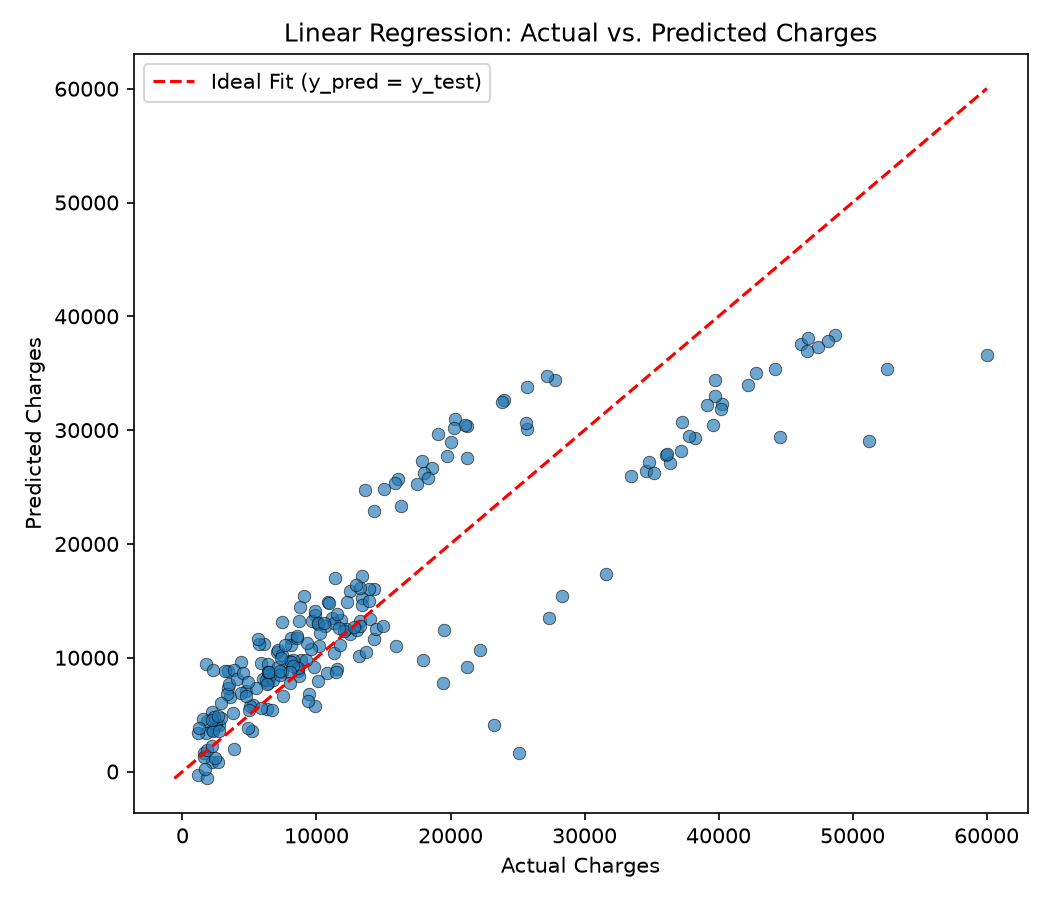 Linear Regression: Actual vs. Predicted Charges
Ideal Fit (y_pred = y_test)
60000
50000
40000
30000
20000
10000
0
Predicted Charges
0 10000 20000 30000 40000 50000 60000
Actual Charges